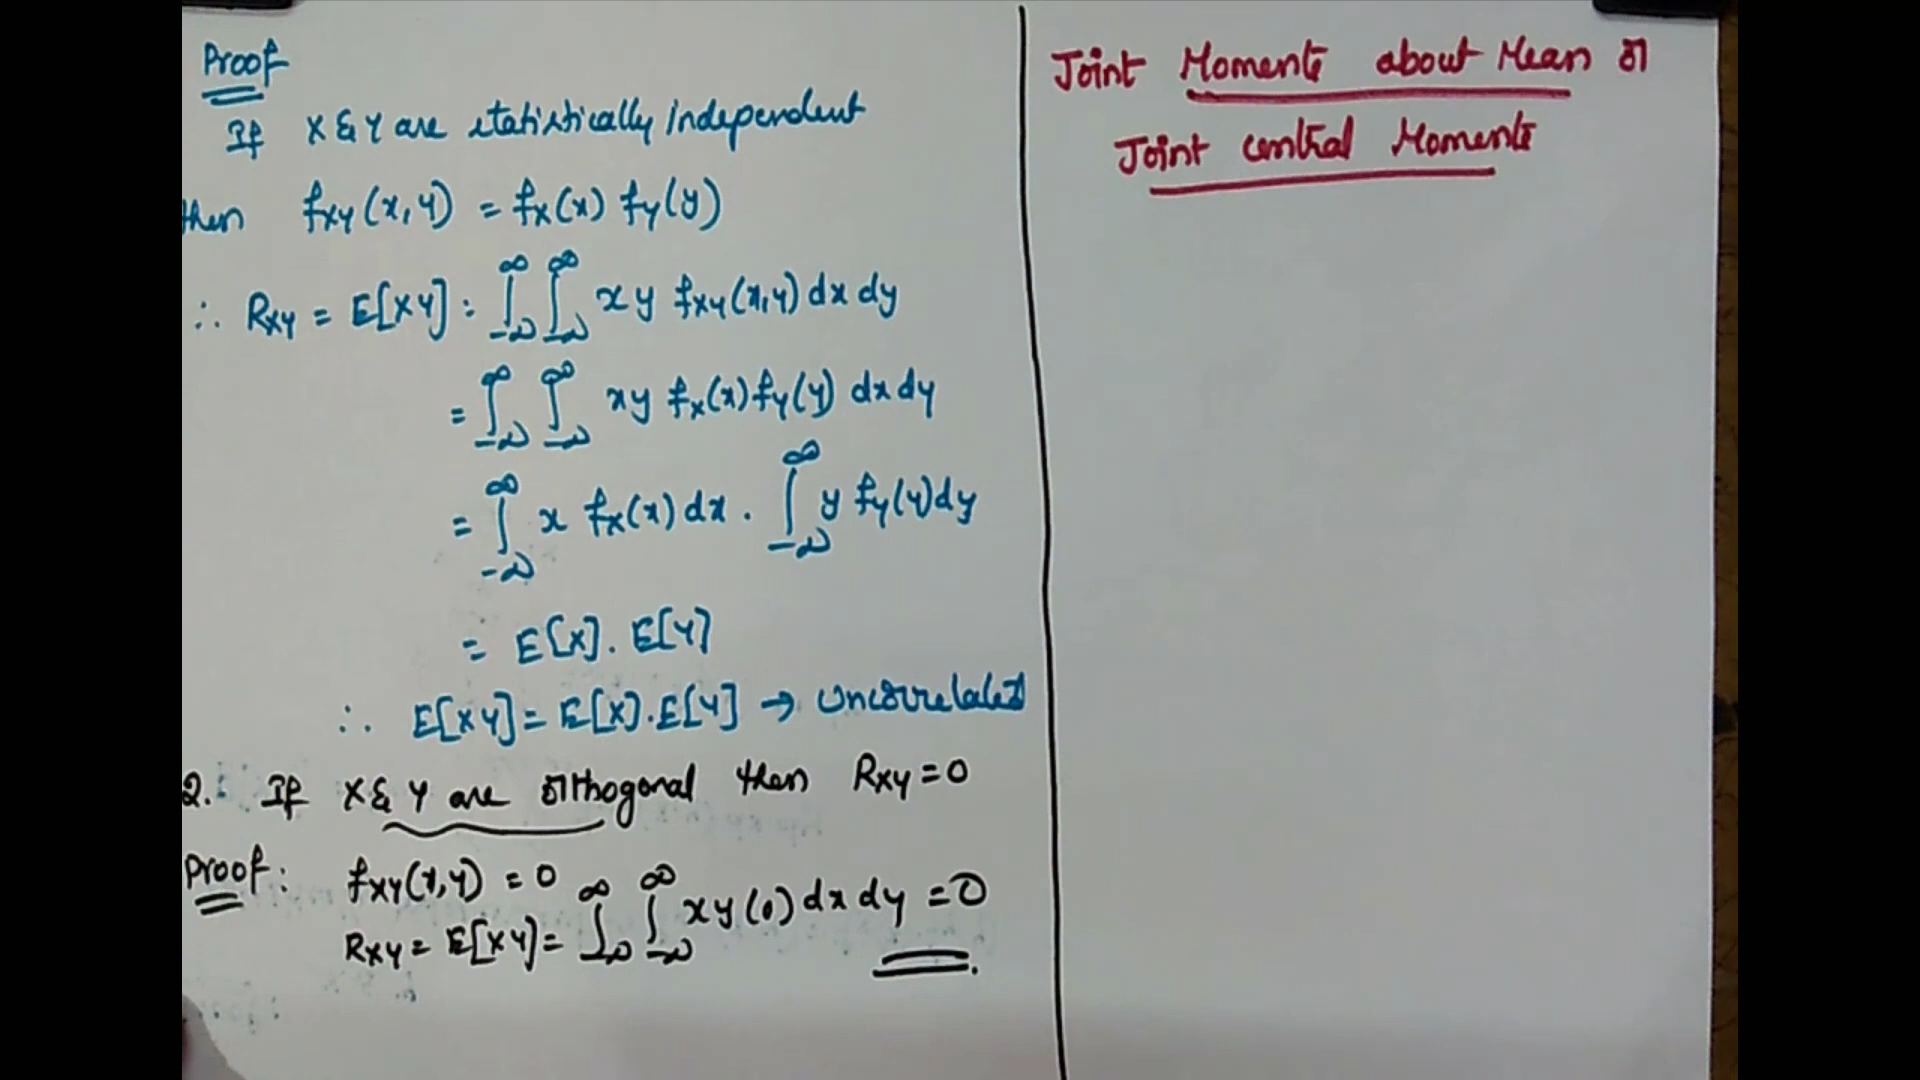 Proof
If X & Y are statistically independent
then fXY(x,y) = fX(x) fY(y)
∴ RXY = E[XY] = ∫_{-∞}^{∞} ∫_{-∞}^{∞} xy fXY(x,y) dx dy
= ∫_{-∞}^{∞} ∫_{-∞}^{∞} xy fX(x) fY(y) dx dy
= ∫_{-∞}^{∞} x fX(x) dx . ∫_{-∞}^{∞} y fY(y) dy
= E[X]. E[Y]
∴ E[XY] = E[X].E[Y] → Uncorrelated
2. If X & Y are orthogonal then RXY = 0
Proof: fXY(x,y) = 0
RXY = E[XY] = ∫_{-∞}^{∞} ∫_{-∞}^{∞} xy (0) dx dy = 0
Joint Moments about Mean or
Joint central Moments